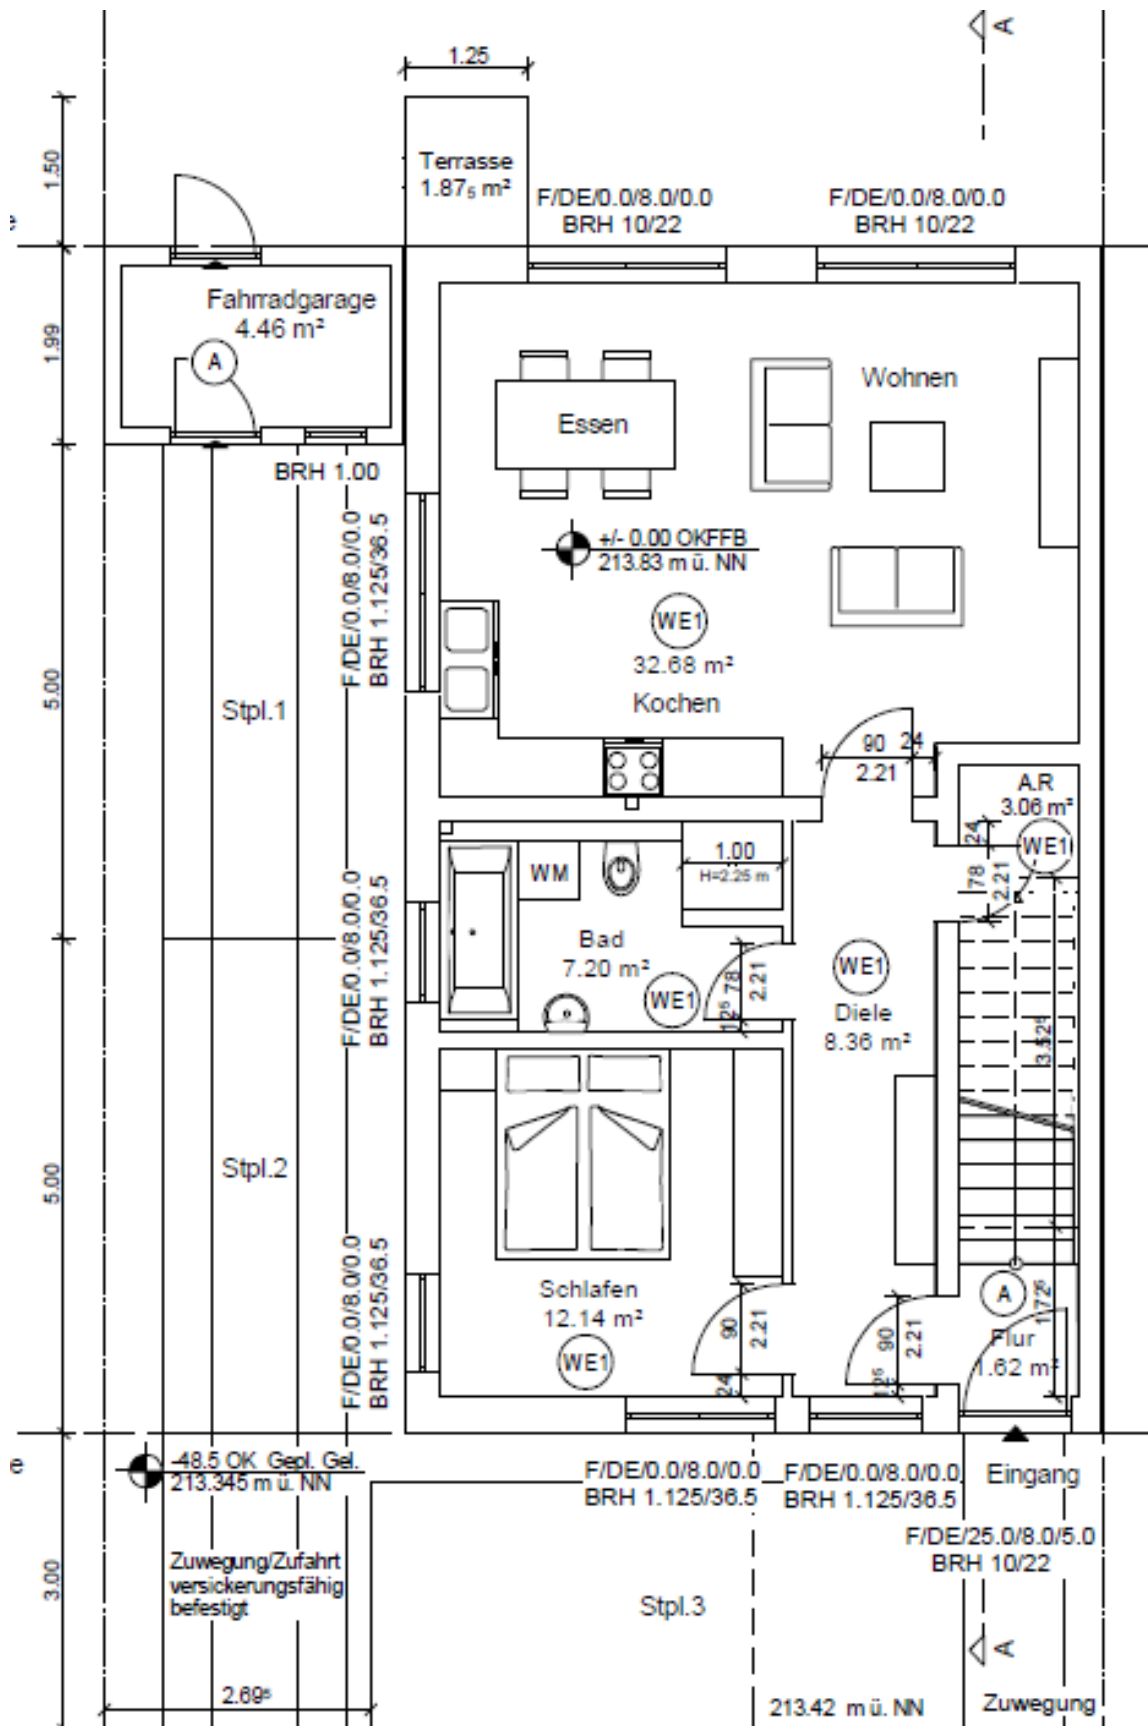 A
1.25
1.50
Terrasse
1.87⁵ m²
F/DE/0.0/8.0/0.0
BRH 10/22
F/DE/0.0/8.0/0.0
BRH 10/22
Fahrradgarage
4.46 m²
A
1.99
Wohnen
Essen
BRH 1.00
F/DE/0.0/8.0/0.0
BRH 1.125/36.5
+/- 0.00 OKFFB
213.83 m ü. NN
WE1
32.68 m²
Kochen
5.00
Stpl.1
90
2.21
24
A.R
3.06 m²
WE1
24
78
2.21
1.00
H=2.25 m
WM
Bad
7.20 m²
WE1
78
2.21
12⁵
F/DE/0.0/8.0/0.0
BRH 1.125/36.5
WE1
Diele
8.36 m²
3.52⁵
5.00
Stpl.2
F/DE/0.0/8.0/0.0
BRH 1.125/36.5
Schlafen
12.14 m²
WE1
90
2.21
24
90
2.21
12⁵
A
Flur
1.62 m²
1.72⁵
-48.5 OK Gepl. Gel.
213.345 m ü. NN
F/DE/0.0/8.0/0.0
BRH 1.125/36.5
F/DE/0.0/8.0/0.0
BRH 1.125/36.5
Eingang
F/DE/25.0/8.0/5.0
BRH 10/22
3.00
Zuwegung/Zufahrt
versickerungsfähig
befestigt
Stpl.3
A
2.69⁵
213.42 m ü. NN
Zuwegung